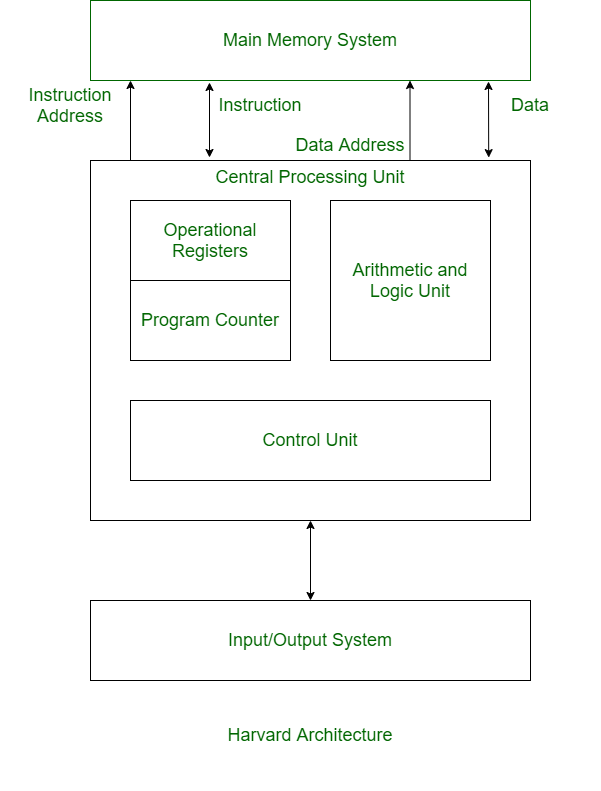 Main Memory System
Instruction
Address
Instruction
Data
Data Address
Central Processing Unit
Operational
Registers
Arithmetic and
Logic Unit
Program Counter
Control Unit
Input/Output System
Harvard Architecture